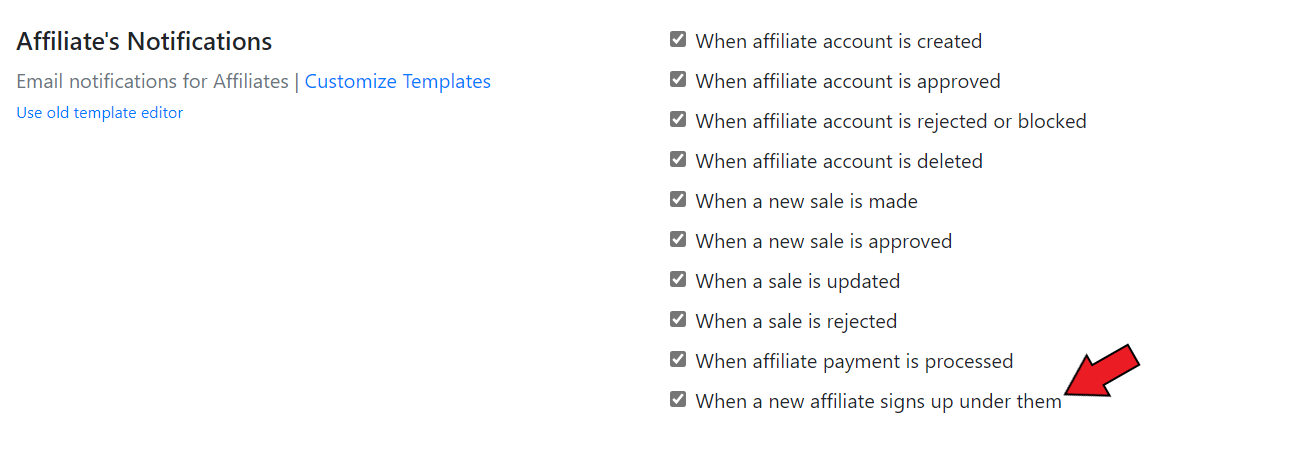 Affiliate's Notifications
Email notifications for Affiliates | Customize Templates
Use old template editor
When affiliate account is created
When affiliate account is approved
When affiliate account is rejected or blocked
When affiliate account is deleted
When a new sale is made
When a new sale is approved
When a sale is updated
When a sale is rejected
When affiliate payment is processed
When a new affiliate signs up under them